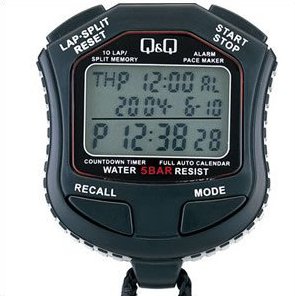 LAP-SPLIT
RESET
Q&Q
START
STOP
10 LAP/
SPLIT MEMORY
ALARM
PACE MAKER
THP 12:00 AL
2004 6-10
P 12:38 28
COUNTDOWN TIMER
FULL AUTO CALENDAR
WATER 5BAR RESIST
RECALL
MODE